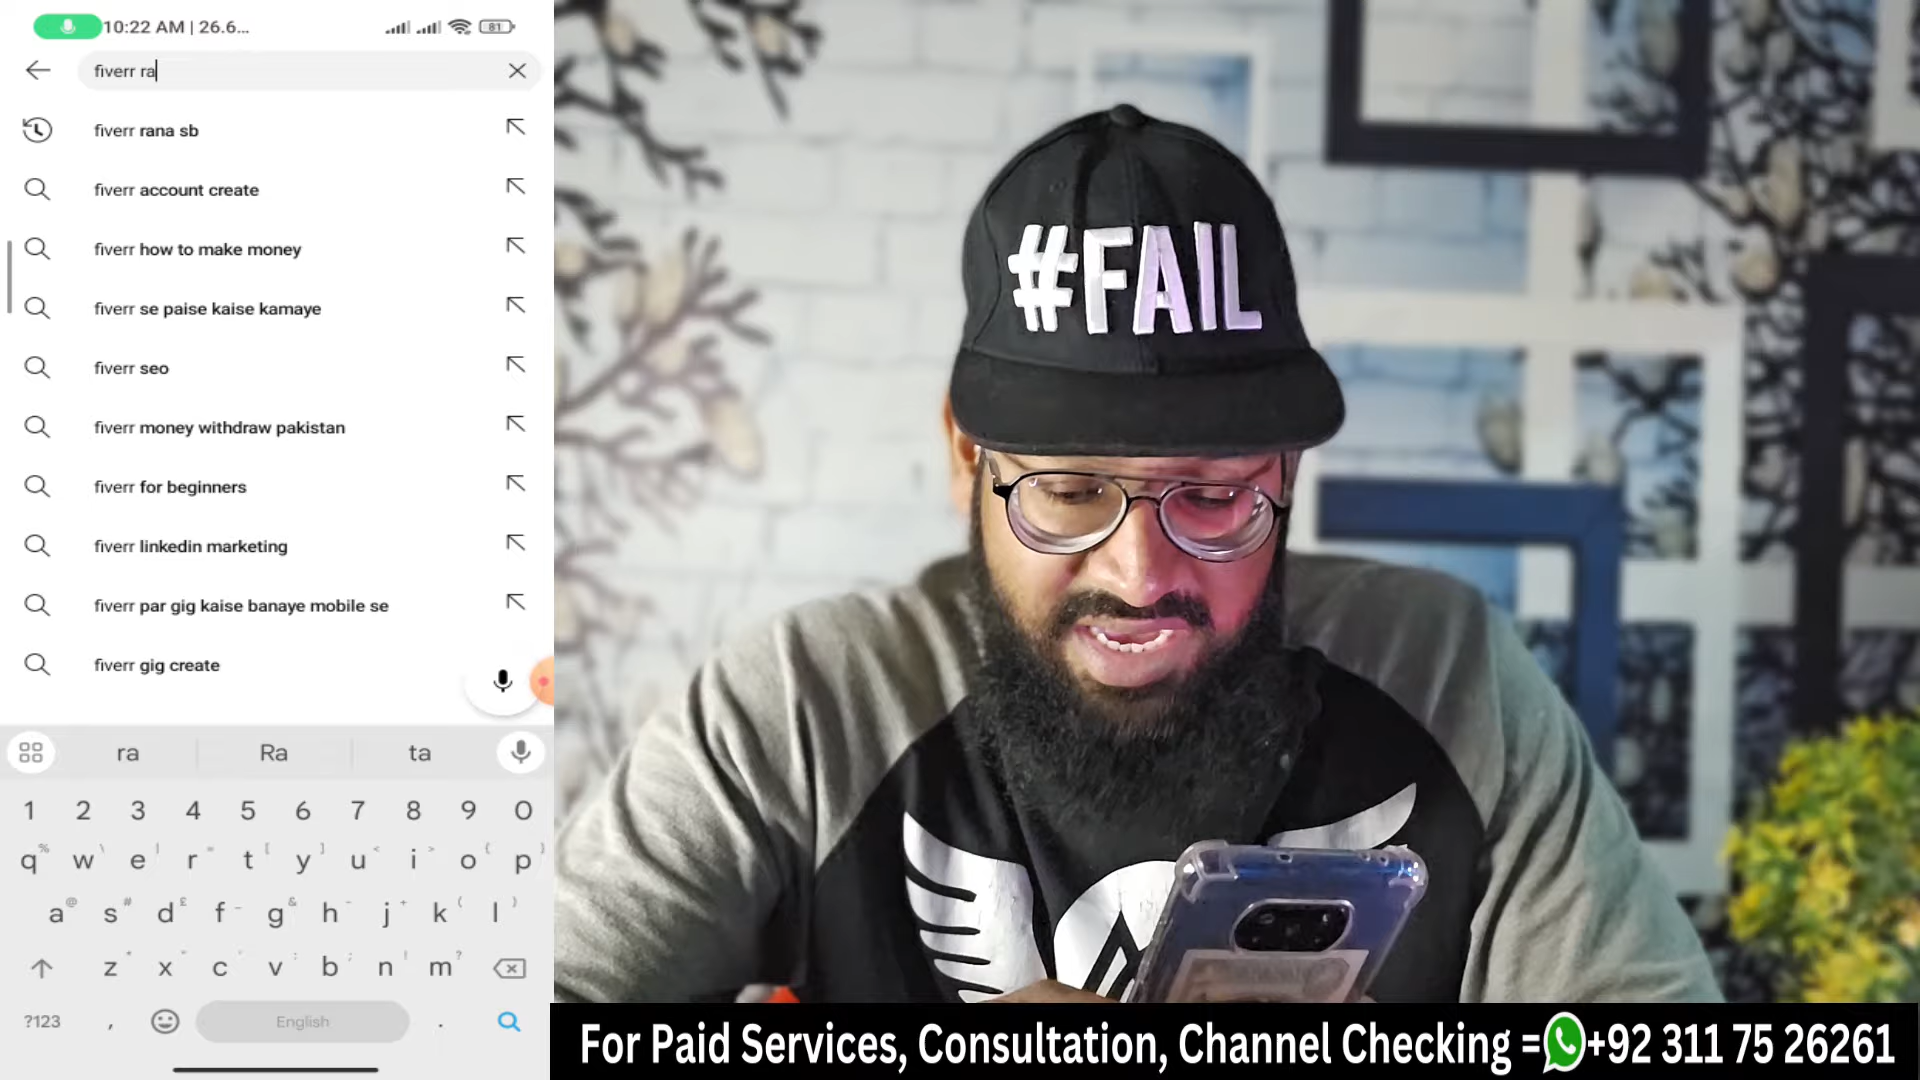 10:22 AM | 26.6...
81
fiverr ra
fiverr rana sb
fiverr account create
fiverr how to make money
fiverr se paise kaise kamaye
fiverr seo
fiverr money withdraw pakistan
fiverr for beginners
fiverr linkedin marketing
fiverr par gig kaise banaye mobile se
fiverr gig create
ra Ra ta
1 2 3 4 5 6 7 8 9 0
q w e r t y u i o p
a s d f g h j k l
z x c v b n m
?123 , English .
#FAIL
For Paid Services, Consultation, Channel Checking = +92 311 75 26261